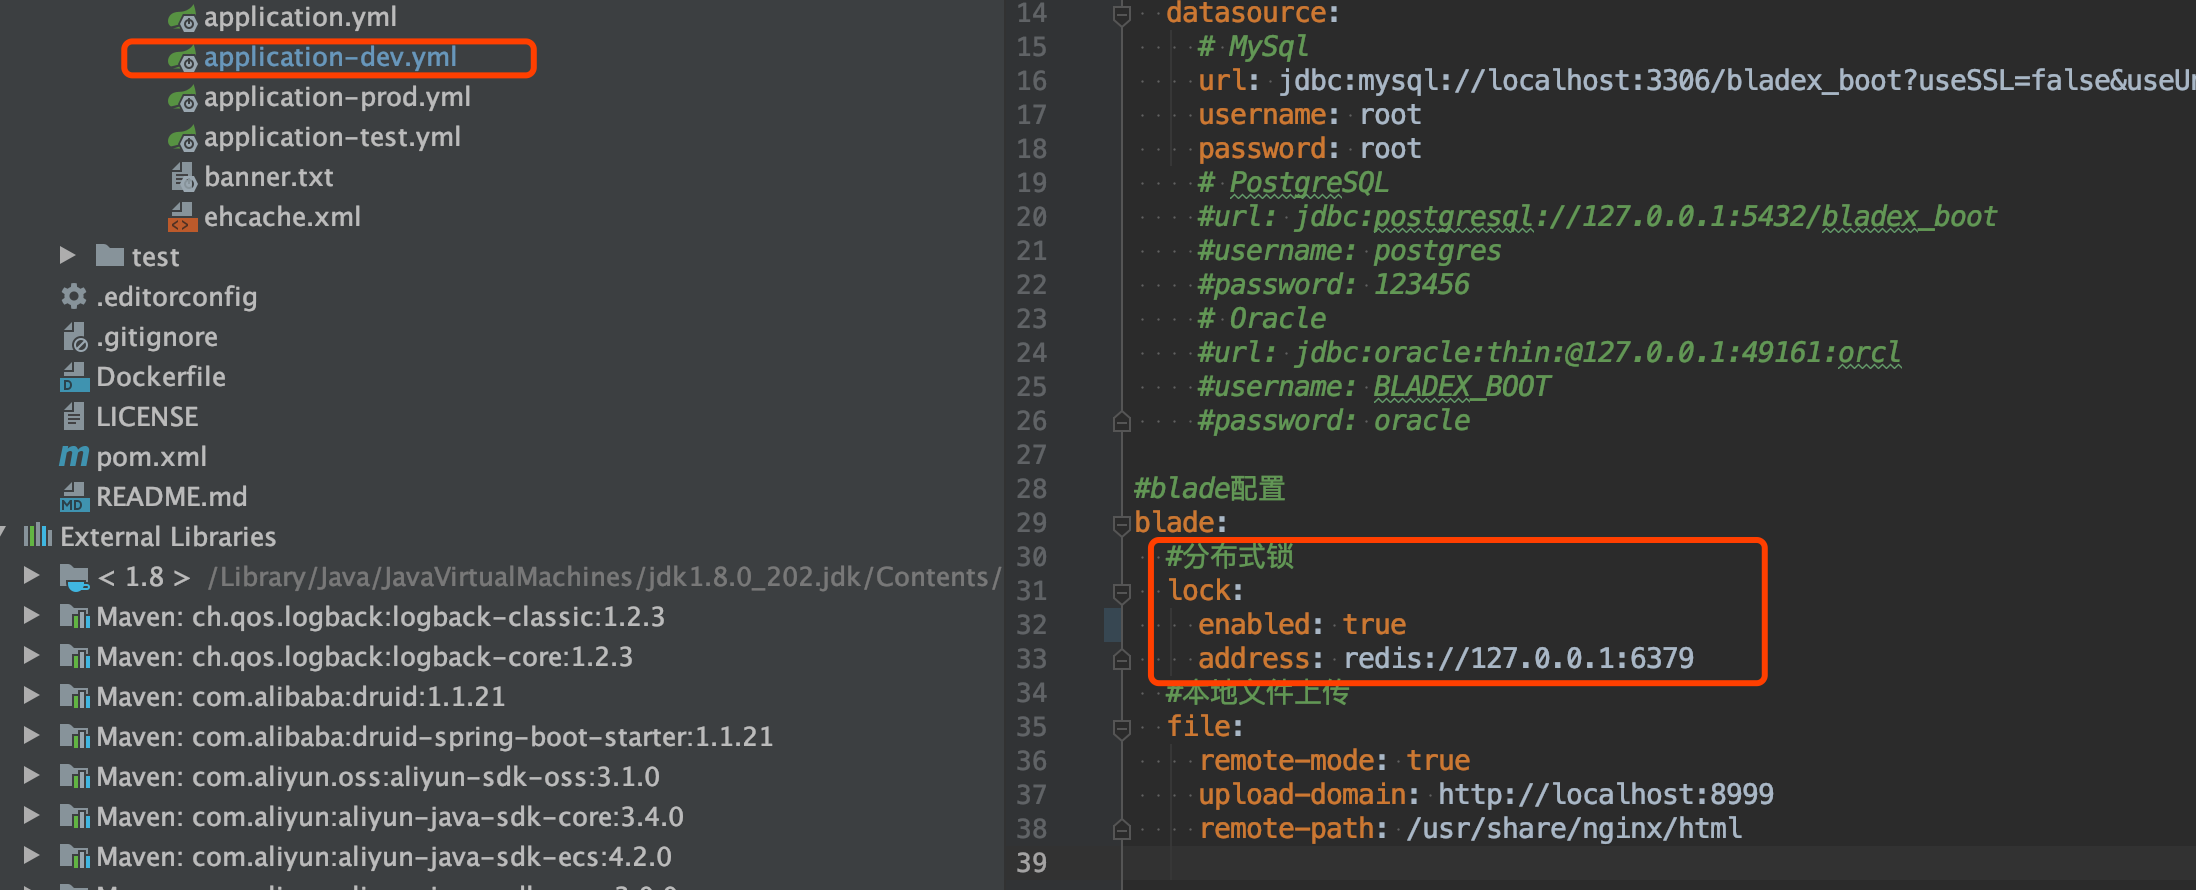 application.yml
application-dev.yml
application-prod.yml
application-test.yml
banner.txt
ehcache.xml
test
.editorconfig
.gitignore
Dockerfile
LICENSE
pom.xml
README.md
External Libraries
< 1.8 > /Library/Java/JavaVirtualMachines/jdk1.8.0_202.jdk/Contents/
Maven: ch.qos.logback:logback-classic:1.2.3
Maven: ch.qos.logback:logback-core:1.2.3
Maven: com.alibaba:druid:1.1.21
Maven: com.alibaba:druid-spring-boot-starter:1.1.21
Maven: com.aliyun.oss:aliyun-sdk-oss:3.1.0
Maven: com.aliyun:aliyun-java-sdk-core:3.4.0
Maven: com.aliyun:aliyun-java-sdk-ecs:4.2.0
14 datasource:
15 # MySql
16 url: jdbc:mysql://localhost:3306/bladex_boot?useSSL=false&useUn
17 username: root
18 password: root
19 # PostgreSQL
20 #url: jdbc:postgresql://127.0.0.1:5432/bladex_boot
21 #username: postgres
22 #password: 123456
23 # Oracle
24 #url: jdbc:oracle:thin:@127.0.0.1:49161:orcl
25 #username: BLADEX_BOOT
26 #password: oracle
27
28 #blade配置
29 blade:
30 #分布式锁
31 lock:
32 enabled: true
33 address: redis://127.0.0.1:6379
34 #本地文件上传
35 file:
36 remote-mode: true
37 upload-domain: http://localhost:8999
38 remote-path: /usr/share/nginx/html
39